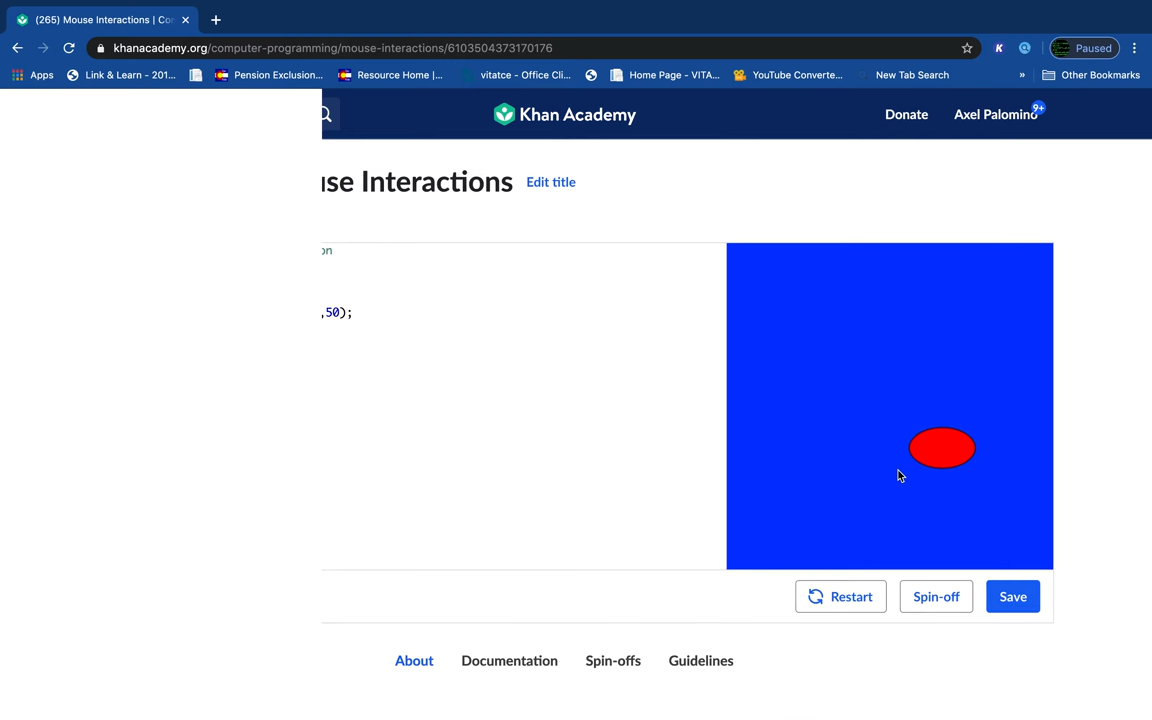 (265) Mouse Interactions | Co
khanacademy.org/computer-programming/mouse-interactions/6103504373170176
K
Paused
Apps Link & Learn - 201... Pension Exclusion... Resource Home |... vitatce - Office Cli... Home Page - VITA... YouTube Converte... New Tab Search » Other Bookmarks
Khan Academy Donate Axel Palomino 9+
use Interactions Edit title
on
,50);
Restart Spin-off Save
About Documentation Spin-offs Guidelines